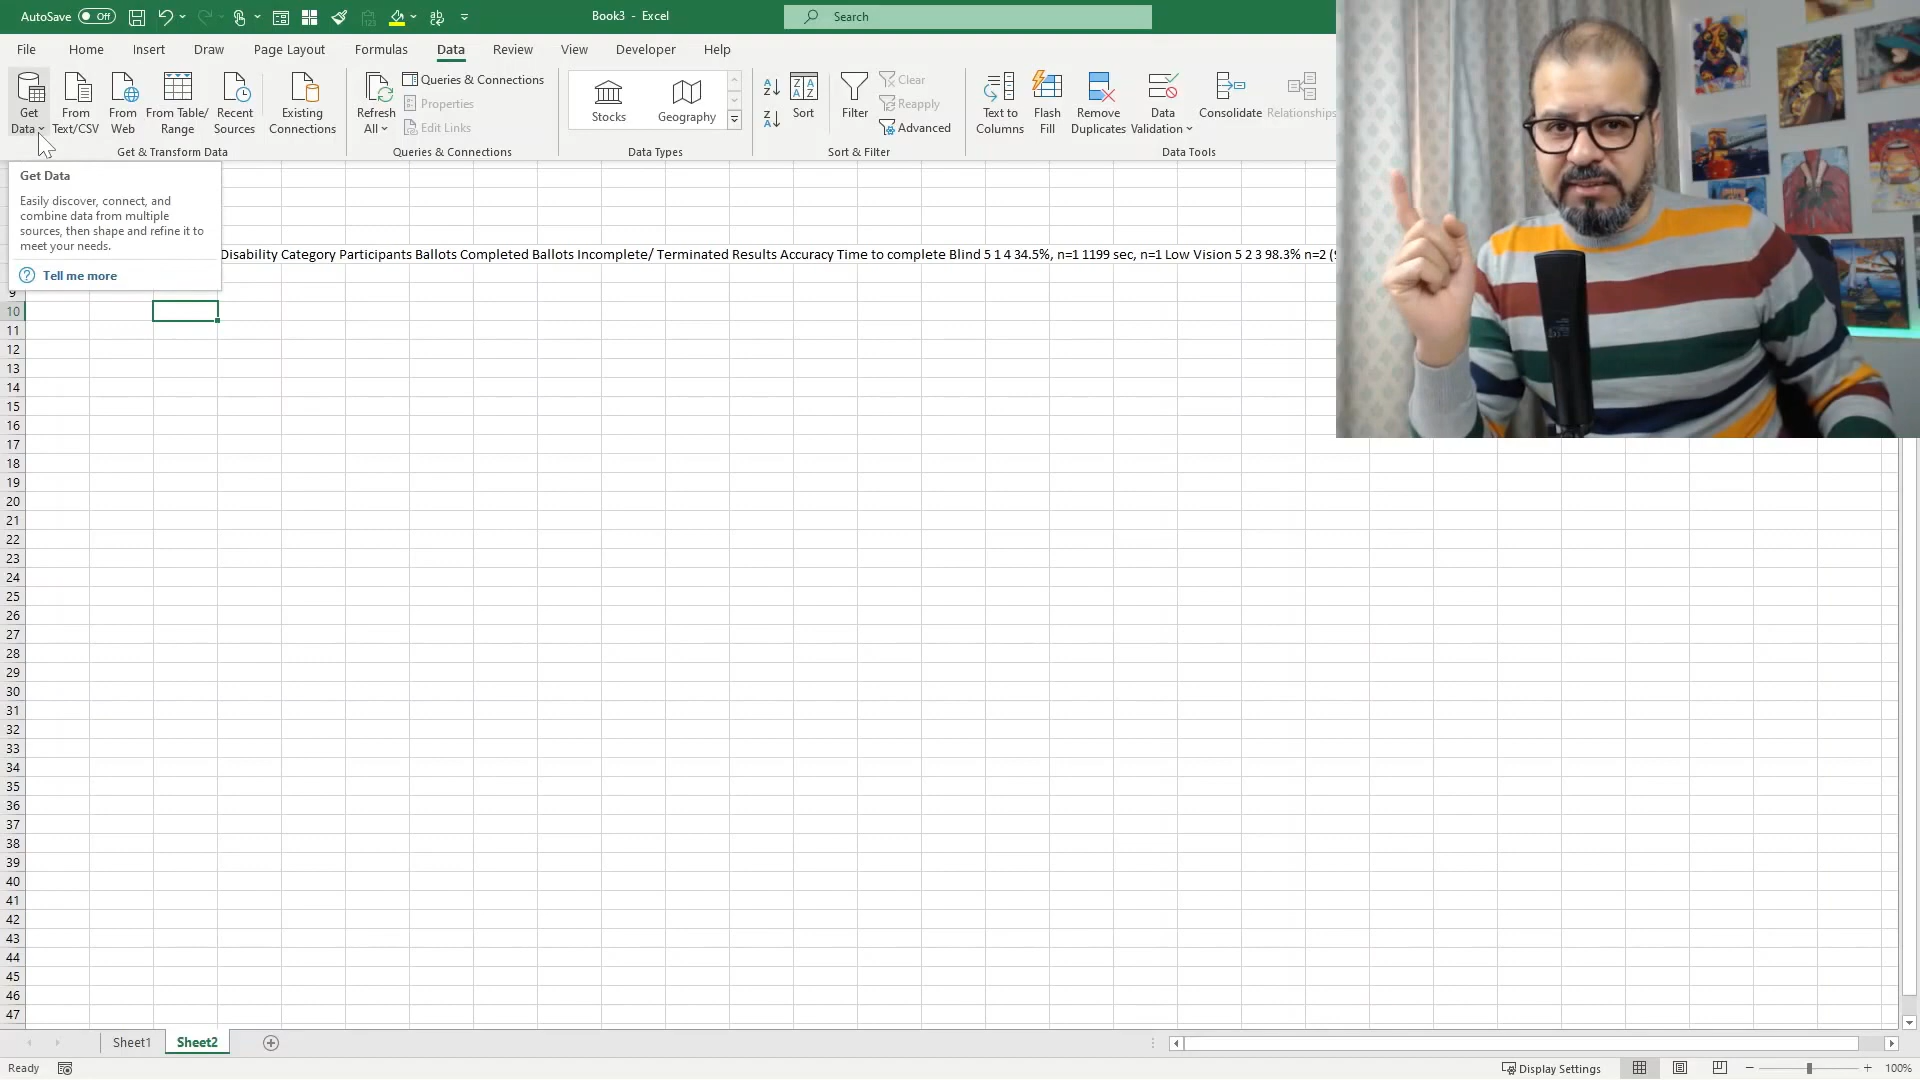 AutoSave Off Book3 - Excel Search
File Home Insert Draw Page Layout Formulas Data Review View Developer Help
Get Data
From Text/CSV
From Web
From Table/ Range
Recent Sources
Existing Connections
Get & Transform Data
Refresh All
Queries & Connections
Properties
Edit Links
Queries & Connections
Stocks
Geography
Data Types
Sort
Filter
Clear
Reapply
Advanced
Sort & Filter
Text to Columns
Flash Fill
Remove Duplicates
Data Validation
Consolidate
Relationships
Data Tools
Get Data
Easily discover, connect, and
combine data from multiple
sources, then shape and refine it to
meet your needs.
Tell me more
Disability Category Participants Ballots Completed Ballots Incomplete/ Terminated Results Accuracy Time to complete Blind 5 1 4 34.5%, n=1 1199 sec, n=1 Low Vision 5 2 3 98.3% n=2
9
10
11
12
13
14
15
16
17
18
19
20
21
22
23
24
25
26
27
28
29
30
31
32
33
34
35
36
37
38
39
40
41
42
43
44
45
46
47
Sheet1 Sheet2
Ready Display Settings 100%